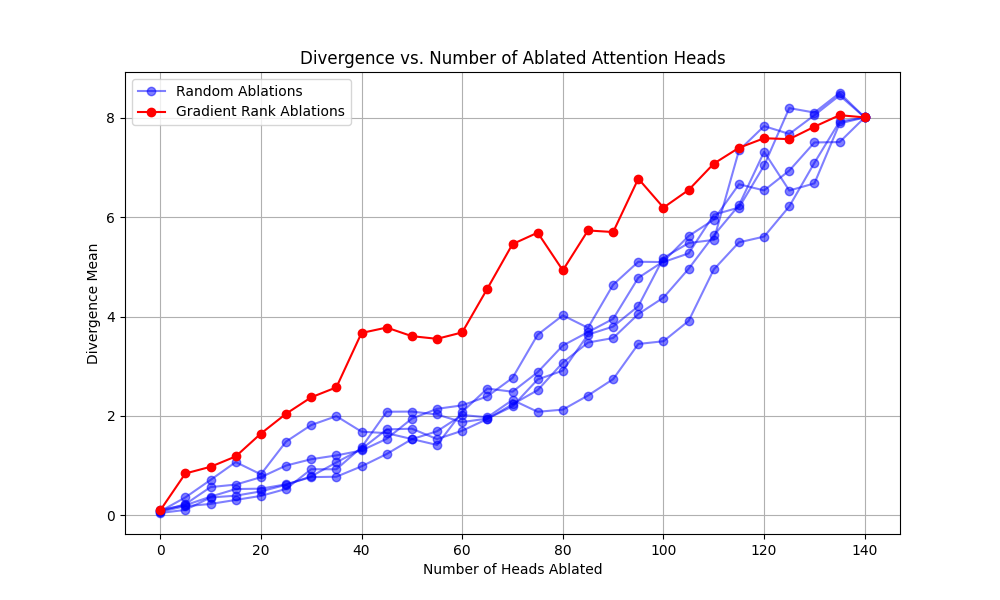 Divergence vs. Number of Ablated Attention Heads
Random Ablations
Gradient Rank Ablations
Divergence Mean
8
6
4
2
0
0 20 40 60 80 100 120 140
Number of Heads Ablated